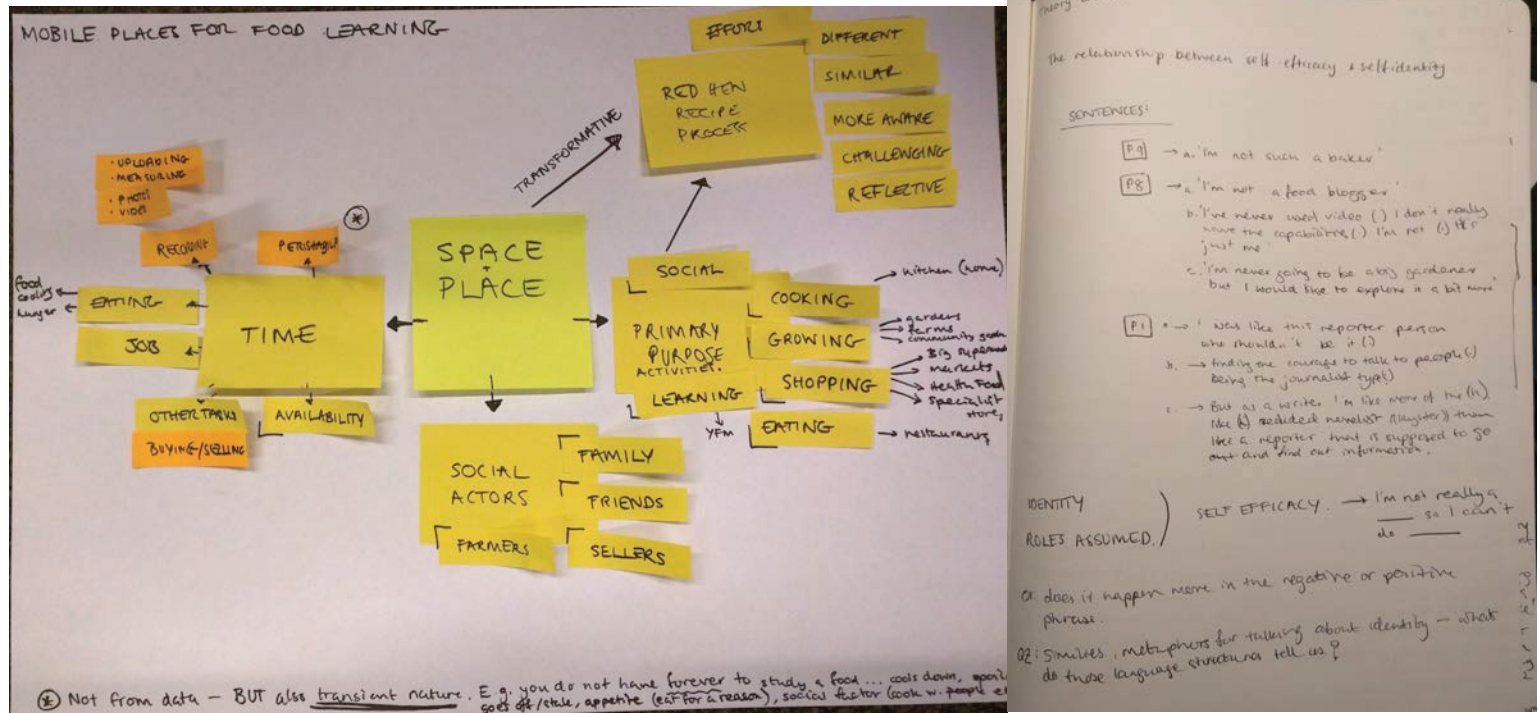 MOBILE PLACES FOR FOOD LEARNING
EFFORT
DIFFERENT
SIMILAR
MORE AWARE
CHALLENGING
REFLECTIVE
RED HEN
RECIPE
PROCESS
TRANSFORMATIVE
• UPLOADING
• MEASURING
• PHOTOS
• VIDEO
RECORDING
PERISHABILITY
*
food
cooling
hunger
EATING
JOB
TIME
OTHER TASKS
BUYING/SELLING
AVAILABILITY
SPACE
+
PLACE
SOCIAL
PRIMARY
PURPOSE
ACTIVITIES.
LEARNING
YFM
COOKING
kitchen (home)
GROWING
gardens
farms
community
SHOPPING
Big
markets
Health Food
specialist
stores
EATING
restaurants
SOCIAL
ACTORS
FAMILY
FRIENDS
FARMERS
SELLERS
* Not from data — BUT also transient nature. E.g. you do not have forever to study a food ... cools down,
goes off/stale, appetite (eat for a reason), social factor (cook w. people
theory
The relationship between self-efficacy & self identity
SENTENCES:
P9 → a. 'I'm not such a baker'
P8 → a. 'I'm not a food blogger'
b. 'I've never used video () I don't really
have the capabilities () I'm not (.)
just me'
c. 'I'm never going to be a big gardener
but I would like to explore it a bit more'
P1 a → 'I was like this reporter person
who shouldn't be it ()
b. → finding the courage to talk to people (.)
being the journalist type)
c. → But as a writer I'm like more of the (h)
like (h) secluded novelist ((laughter)) them
like a reporter that is supposed to go
out and find out information.
IDENTITY
ROLES ASSUMED.
SELF EFFICACY. → I'm not really a
___ so I can't
do ___
Q1. does it happen more in the negative or positive
phrase.
Q2: Similes, metaphors for talking about identity — what
do those language structures tell us?